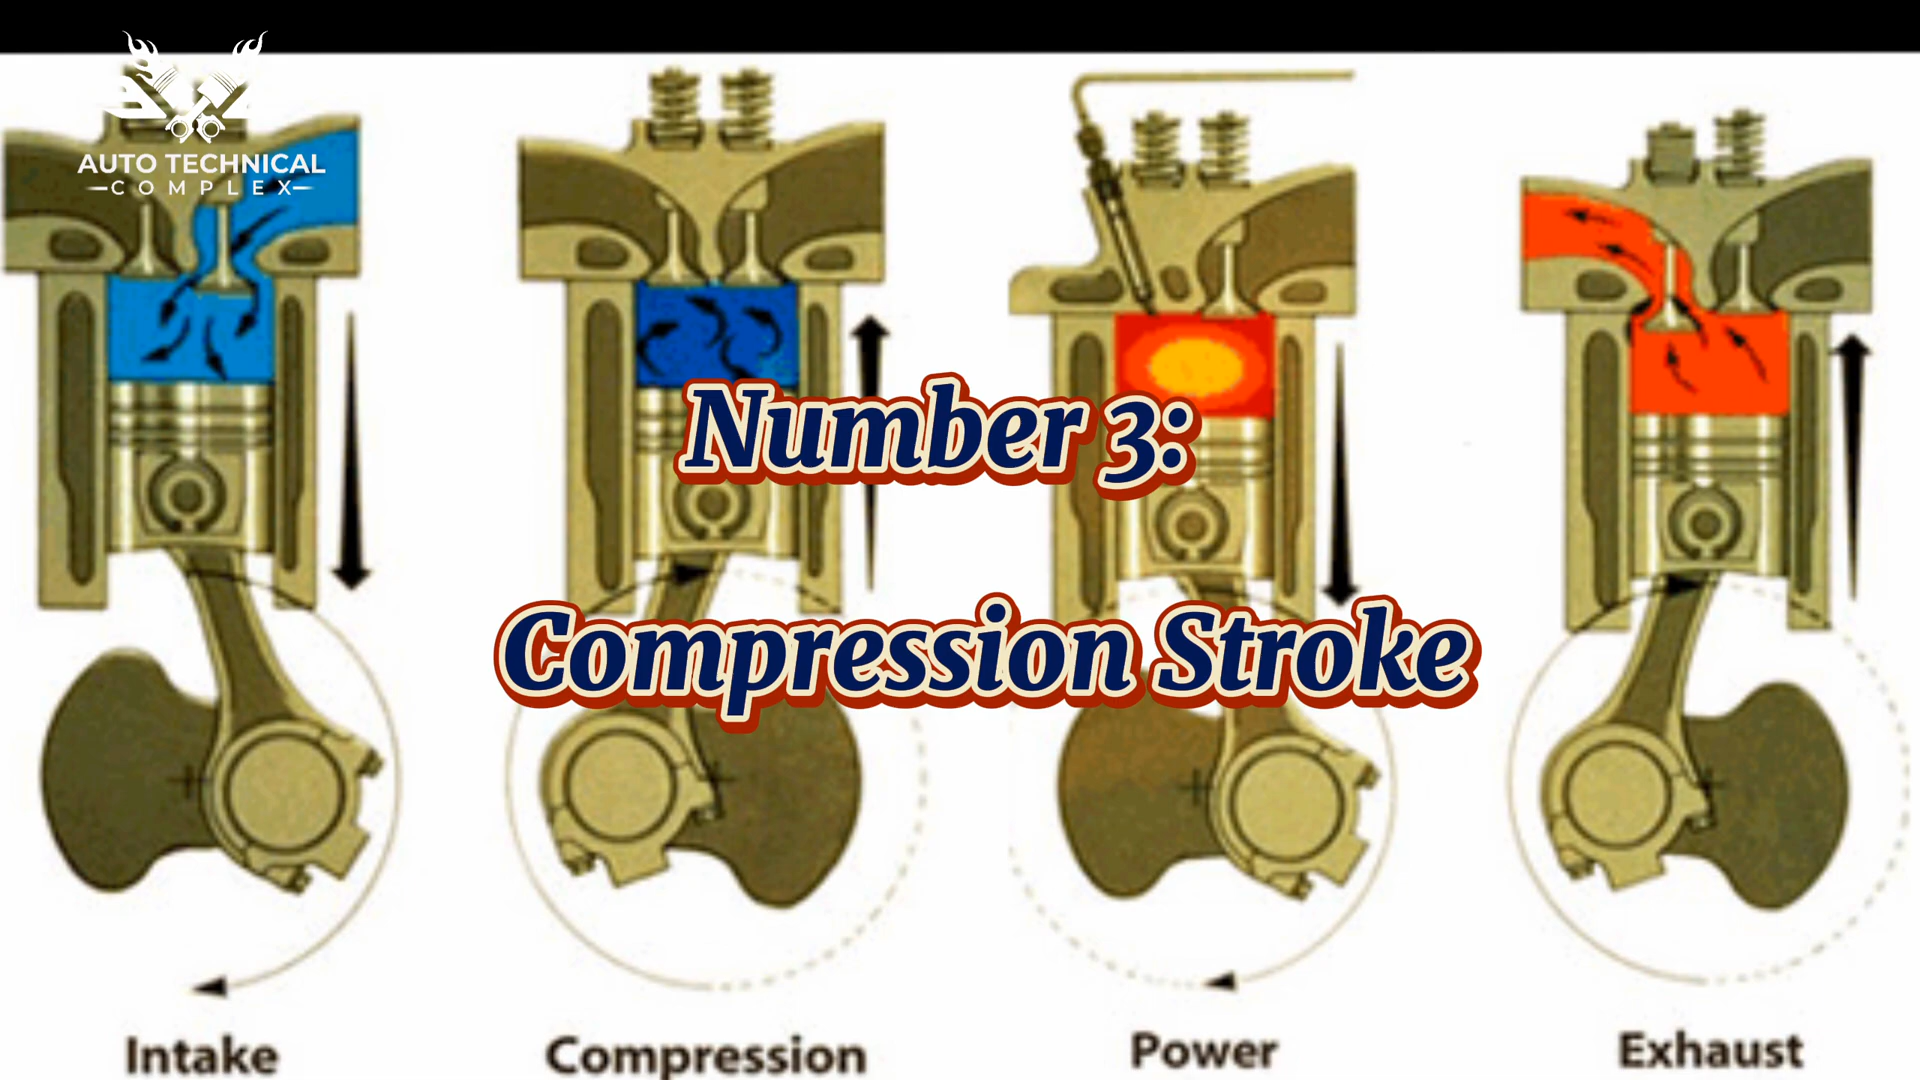 AUTO TECHNICAL
COMPLEX
Number 3:
Compression Stroke
Intake
Compression
Power
Exhaust